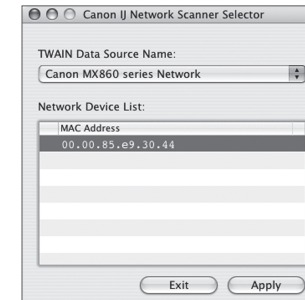 Canon IJ Network Scanner Selector
TWAIN Data Source Name:
Canon MX860 series Network
Network Device List:
MAC Address
00.00.85.e9.30.44
Exit Apply